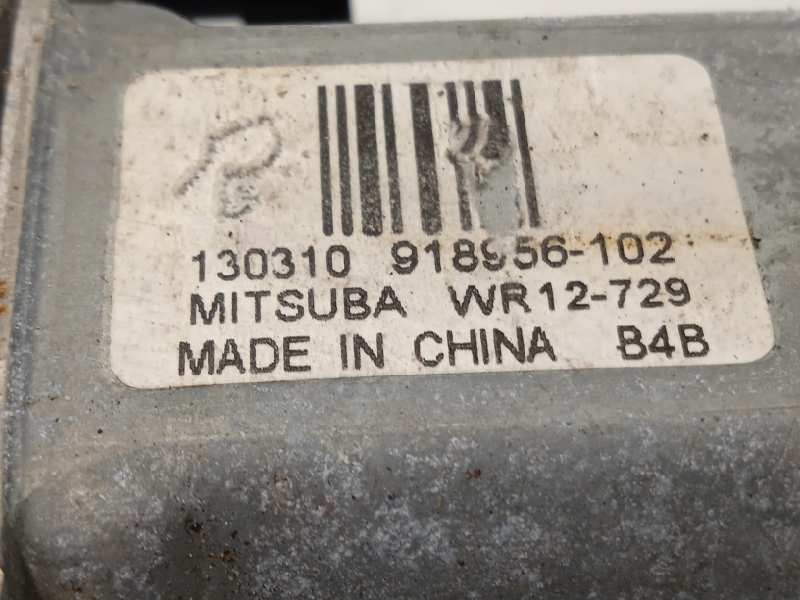 130310 918956-102
MITSUBA WR12-729
MADE IN CHINA B4B